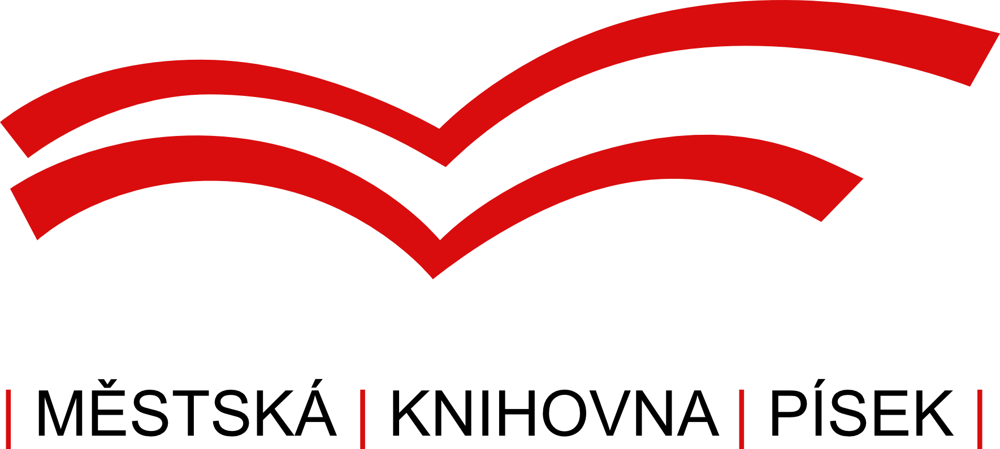 | MĚSTSKÁ | KNIHOVNA | PÍSEK |